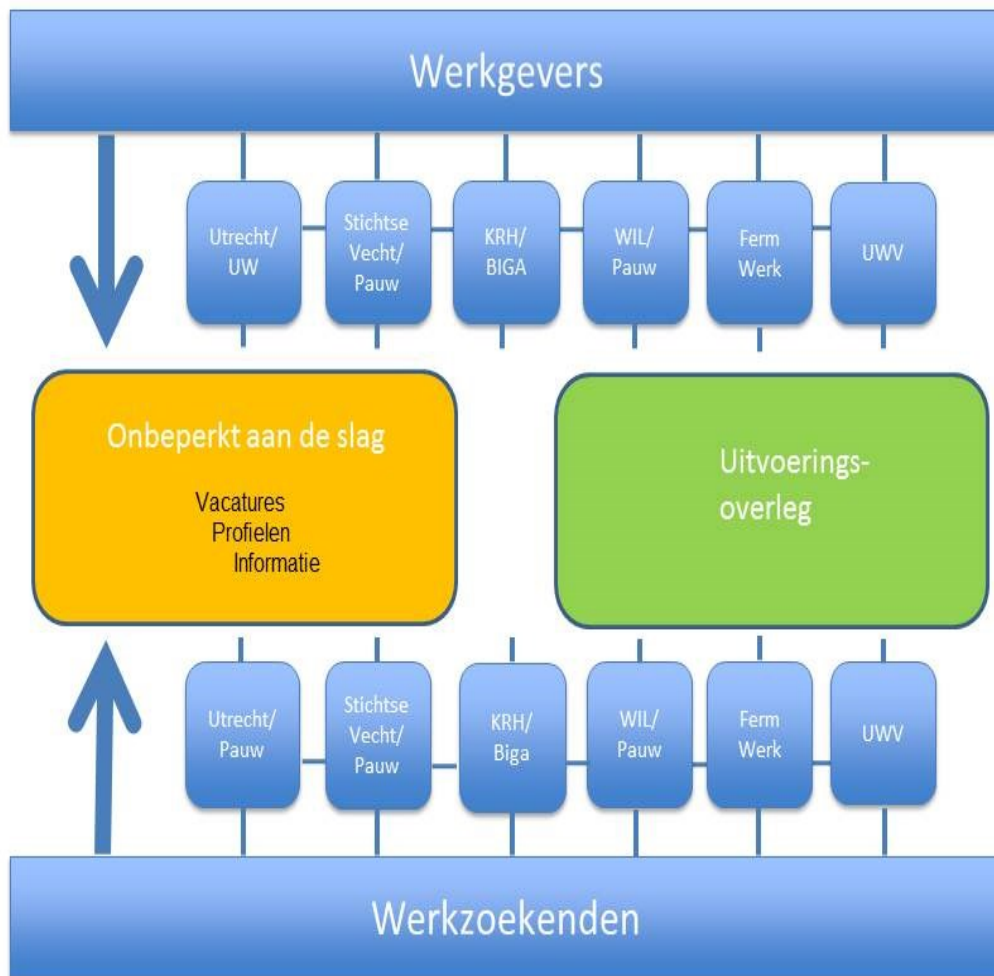 Werkgevers
Utrecht/
UW
Stichtse
Vecht/
Pauw
KRH/
BIGA
WIL/
Pauw
Ferm
Werk
UWV
Onbeperkt aan de slag
Vacatures
Profielen
Informatie
Uitvoerings-
overleg
Utrecht/
Pauw
Stichtse
Vecht/
Pauw
KRH/
Biga
WIL/
Pauw
Ferm
Werk
UWV
Werkzoekenden